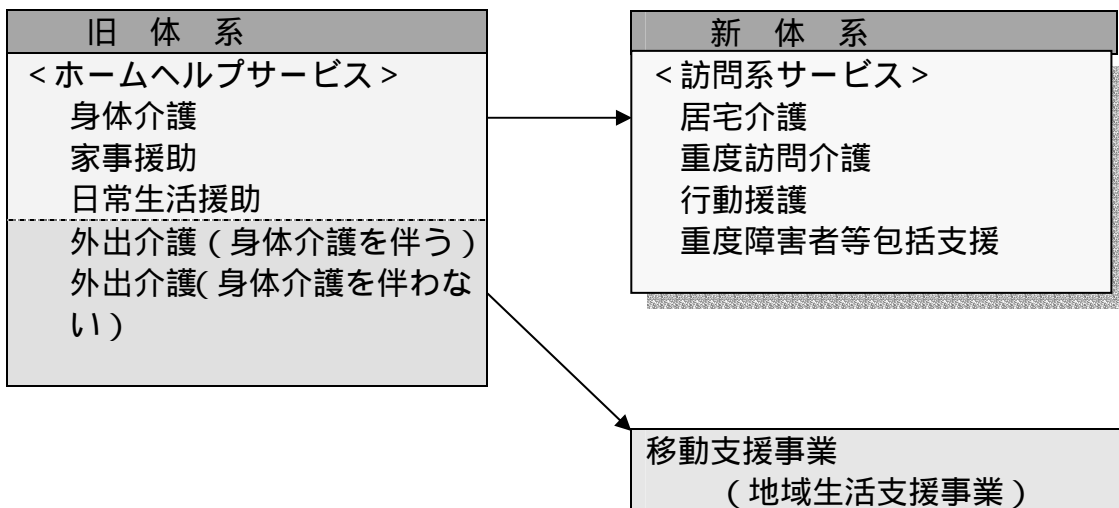 旧 体 系
<ホームヘルプサービス>
身体介護
家事援助
日常生活援助
外出介護(身体介護を伴う)
外出介護(身体介護を伴わな
い)
新 体 系
<訪問系サービス>
居宅介護
重度訪問介護
行動援護
重度障害者等包括支援
移動支援事業
(地域生活支援事業)